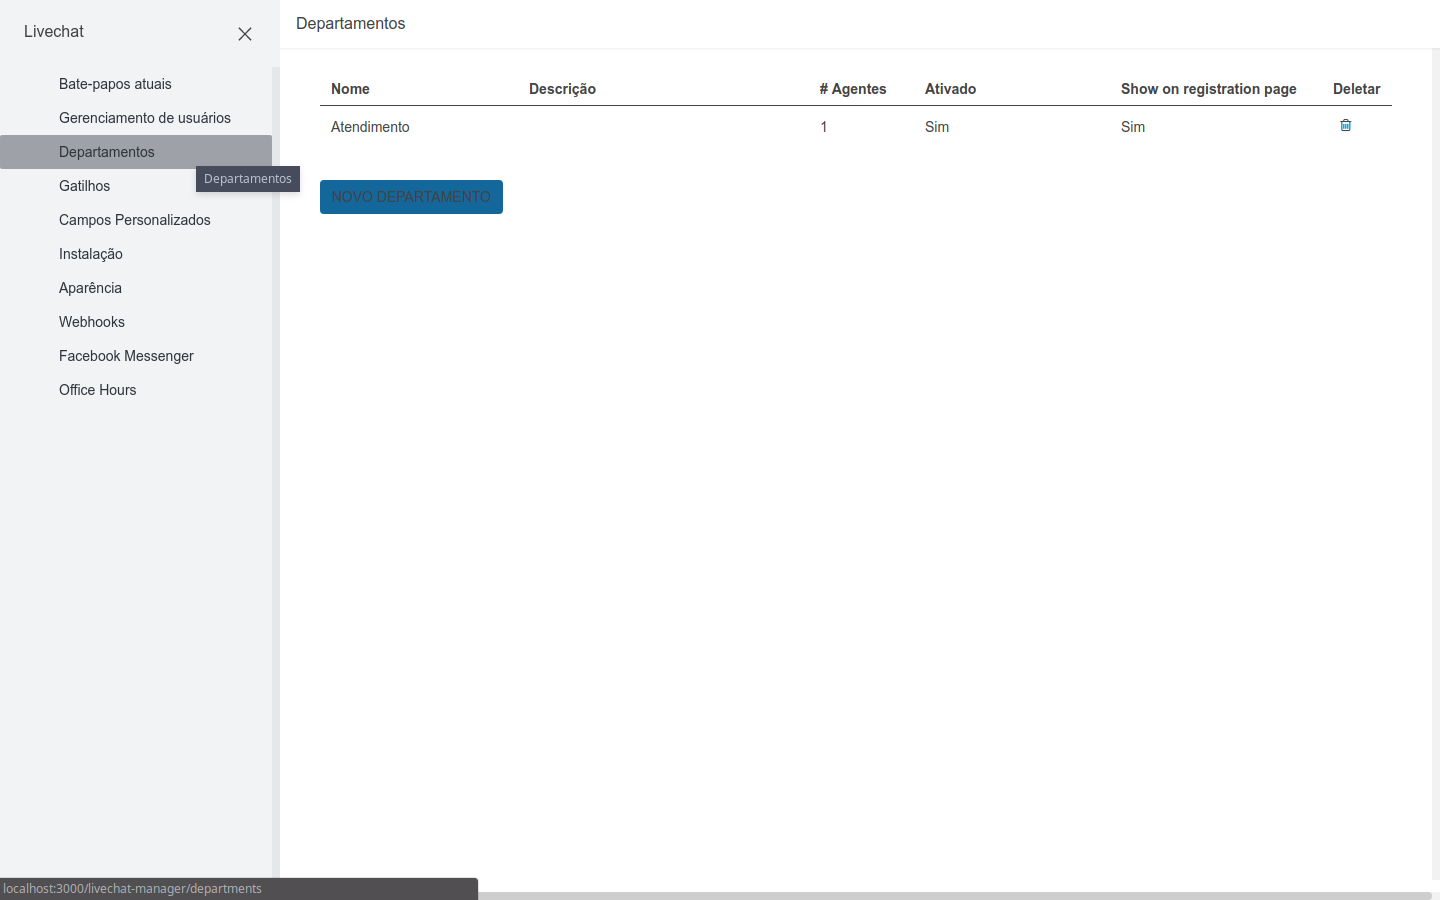 Livechat
Bate-papos atuais
Gerenciamento de usuários
Departamentos
Departamentos
Gatilhos
Campos Personalizados
Instalação
Aparência
Webhooks
Facebook Messenger
Office Hours
Departamentos
Nome Descrição # Agentes Ativado Show on registration page Deletar
Atendimento 1 Sim Sim
NOVO DEPARTAMENTO
localhost:3000/livechat-manager/departments